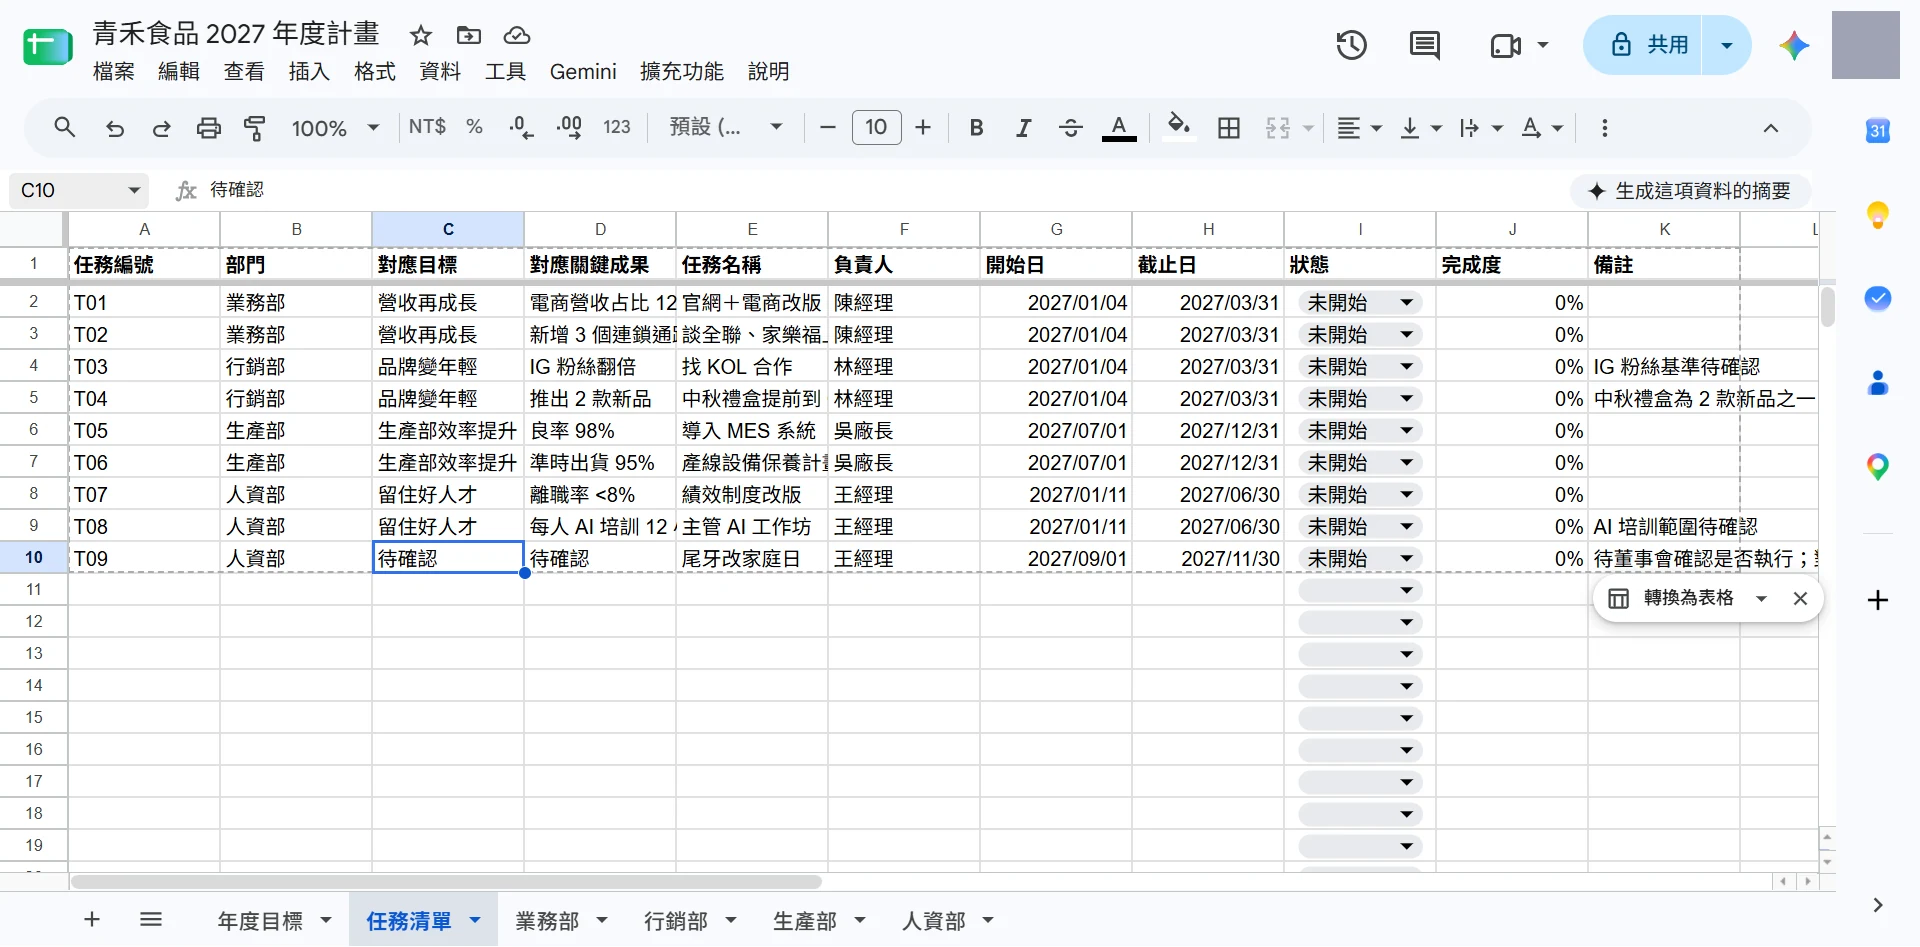 青禾食品 2027 年度計畫
檔案 編輯 查看 插入 格式 資料 工具 Gemini 擴充功能 說明
共用
100% NT$ % .0 .00 123 預設 (... 10 B I A A
31
C10 fx 待確認 生成這項資料的摘要
A B C D E F G H I J K L
1 任務編號 部門 對應目標 對應關鍵成果 任務名稱 負責人 開始日 截止日 狀態 完成度 備註
2 T01 業務部 營收再成長 電商營收占比 12 官網＋電商改版 陳經理 2027/01/04 2027/03/31 未開始 0%
3 T02 業務部 營收再成長 新增 3 個連鎖通 談全聯、家樂福 陳經理 2027/01/04 2027/03/31 未開始 0%
4 T03 行銷部 品牌變年輕 IG 粉絲翻倍 找 KOL 合作 林經理 2027/01/04 2027/03/31 未開始 0% IG 粉絲基準待確認
5 T04 行銷部 品牌變年輕 推出 2 款新品 中秋禮盒提前到 林經理 2027/01/04 2027/03/31 未開始 0% 中秋禮盒為 2 款新品之一
6 T05 生產部 生產部效率提升 良率 98% 導入 MES 系統 吳廠長 2027/07/01 2027/12/31 未開始 0%
7 T06 生產部 生產部效率提升 準時出貨 95% 產線設備保養計 吳廠長 2027/07/01 2027/12/31 未開始 0%
8 T07 人資部 留住好人才 離職率 <8% 績效制度改版 王經理 2027/01/11 2027/06/30 未開始 0%
9 T08 人資部 留住好人才 每人 AI 培訓 12 主管 AI 工作坊 王經理 2027/01/11 2027/06/30 未開始 0% AI 培訓範圍待確認
10 T09 人資部 待確認 待確認 尾牙改家庭日 王經理 2027/09/01 2027/11/30 未開始 0% 待董事會確認是否執行；
11
轉換為表格
12
13
14
15
16
17
18
19
年度目標 任務清單 業務部 行銷部 生產部 人資部